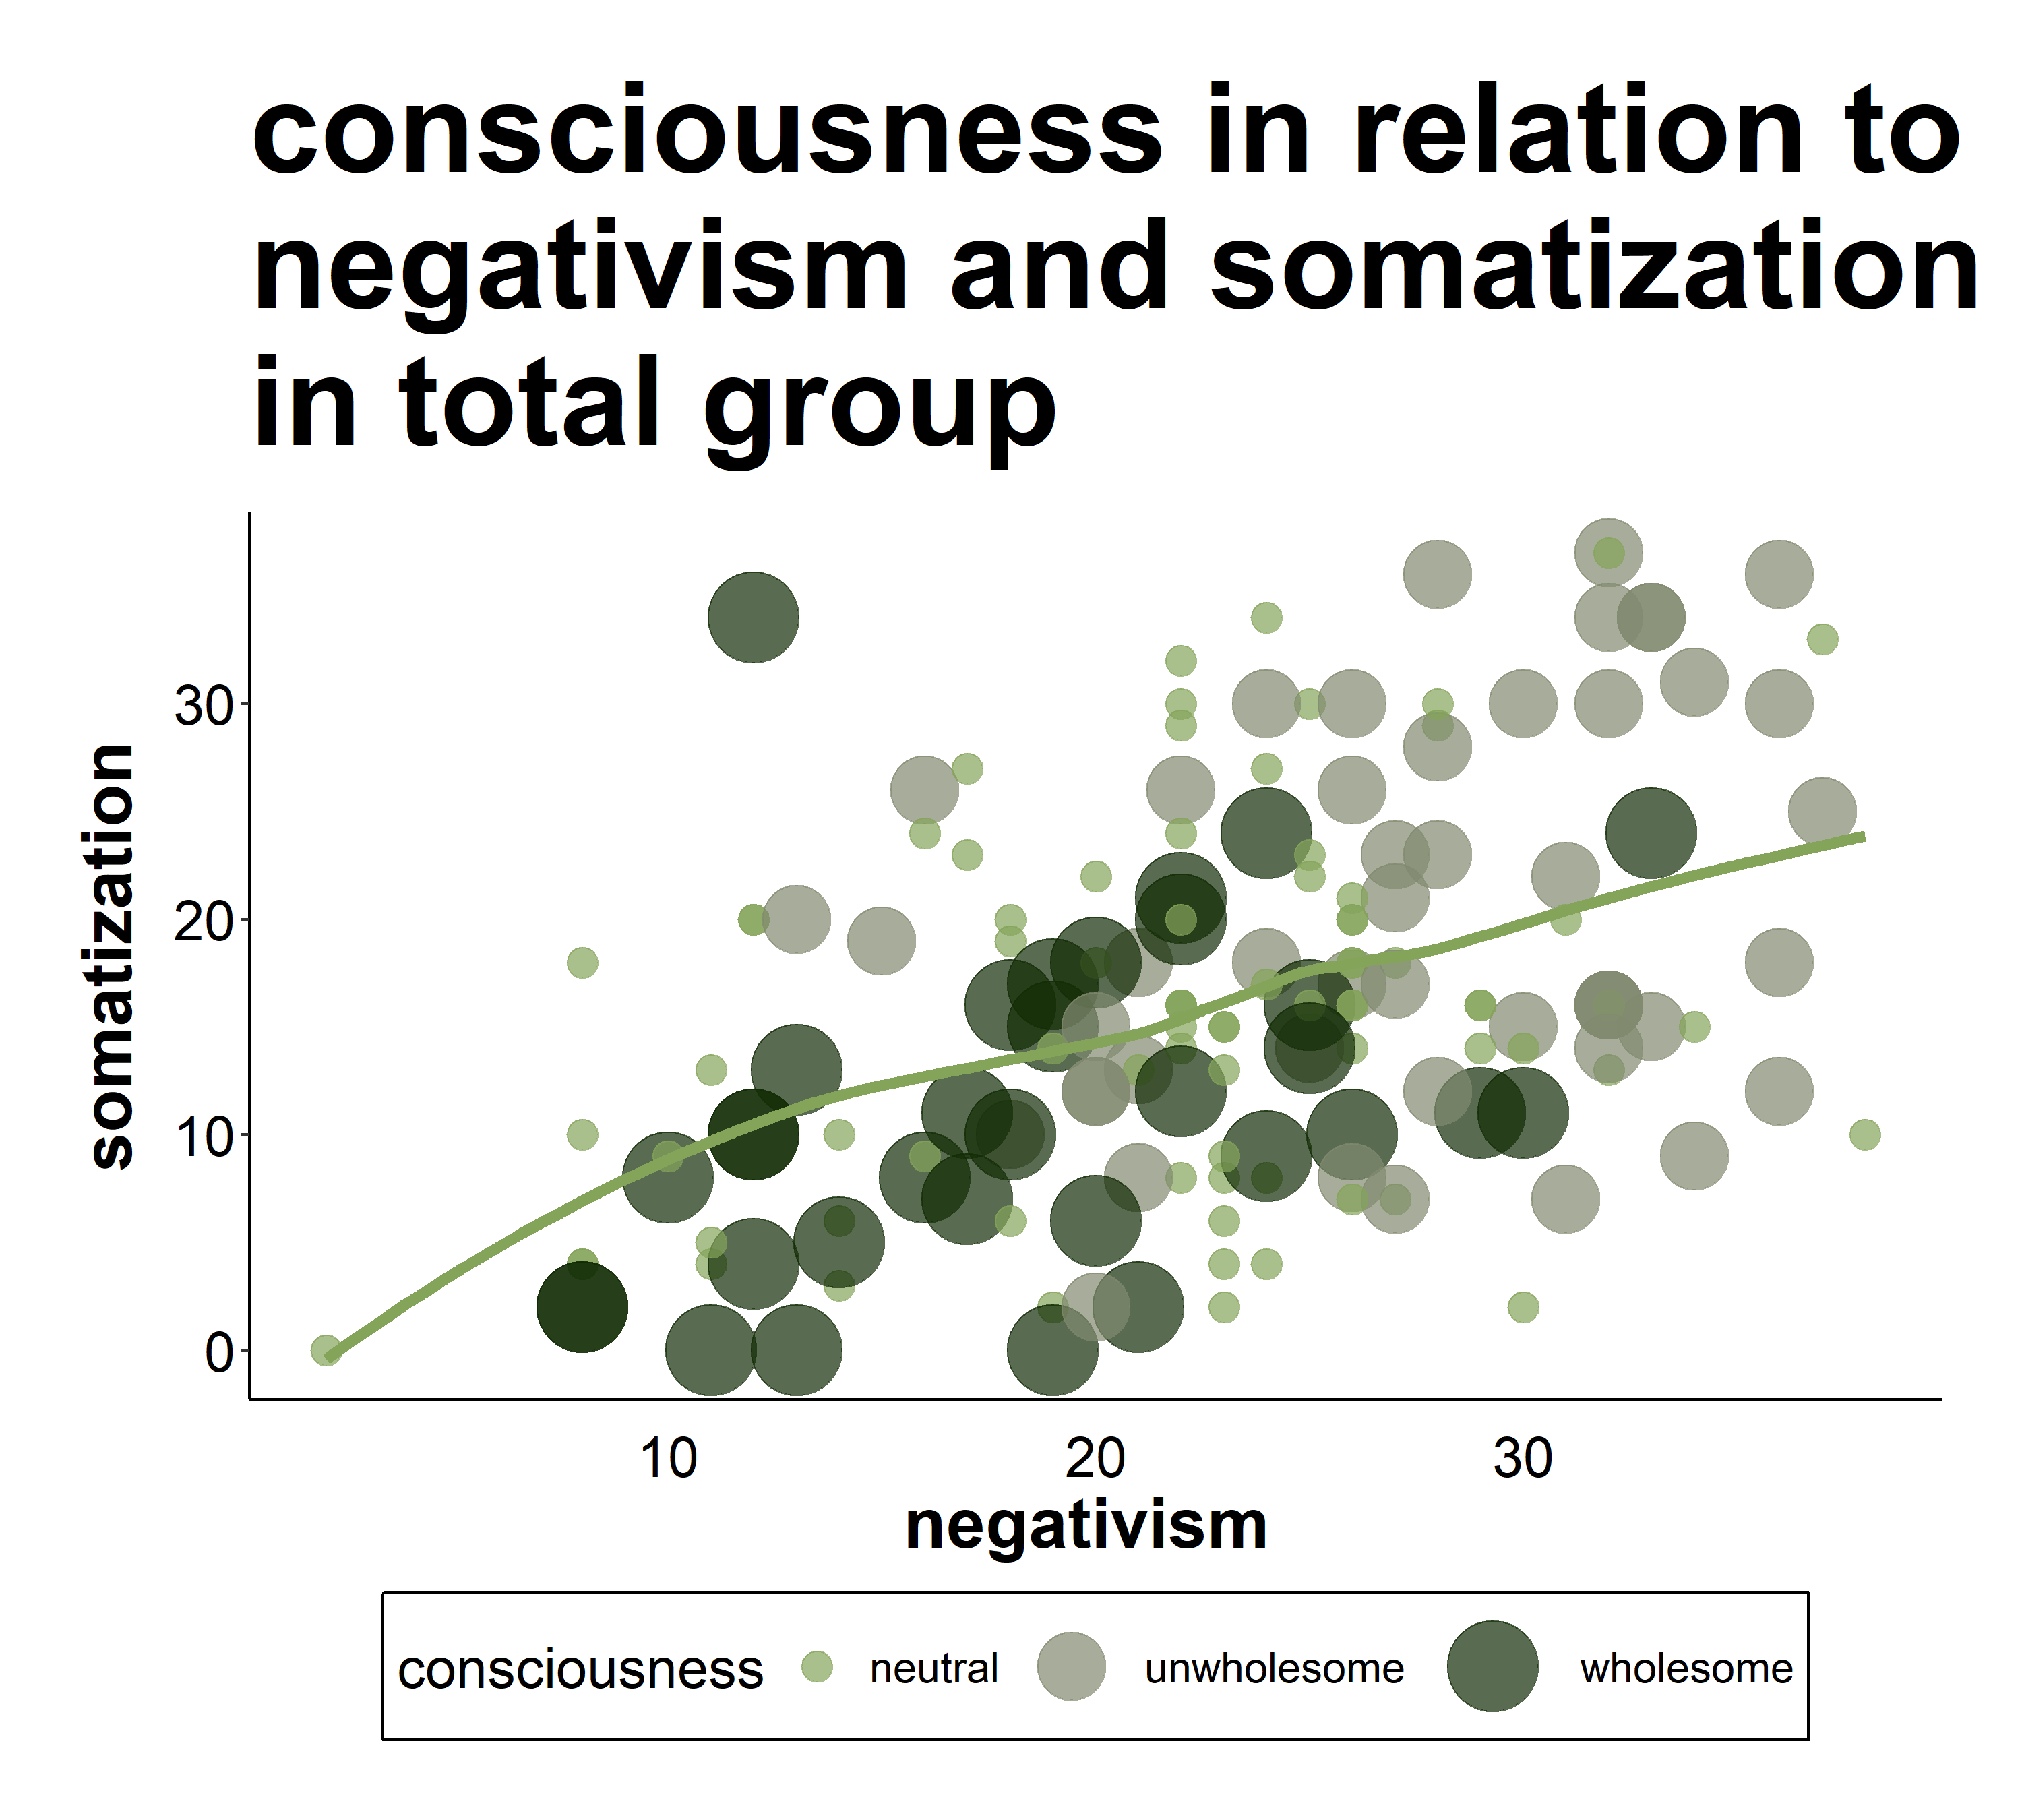 consciousness in relation to
negativism and somatization
in total group
30
20
10
0
somatization
10 20 30
negativism
consciousness neutral unwholesome wholesome